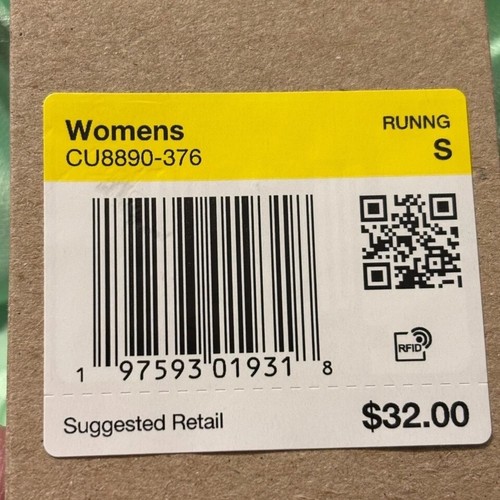 Womens
CU8890-376
RUNNG
S
RFID
1 97593 01931 8
Suggested Retail
$32.00